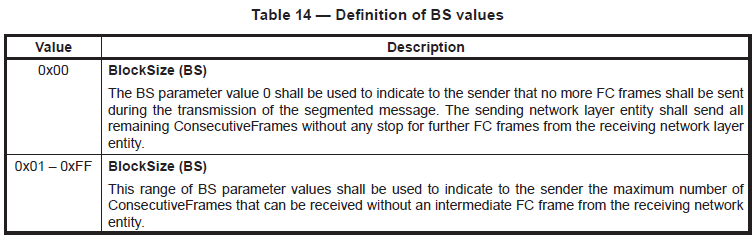 Table 14 — Definition of BS values
Value Description
0x00 BlockSize (BS)
The BS parameter value 0 shall be used to indicate to the sender that no more FC frames shall be sent
during the transmission of the segmented message. The sending network layer entity shall send all
remaining ConsecutiveFrames without any stop for further FC frames from the receiving network layer
entity.
0x01 – 0xFF BlockSize (BS)
This range of BS parameter values shall be used to indicate to the sender the maximum number of
ConsecutiveFrames that can be received without an intermediate FC frame from the receiving network
entity.